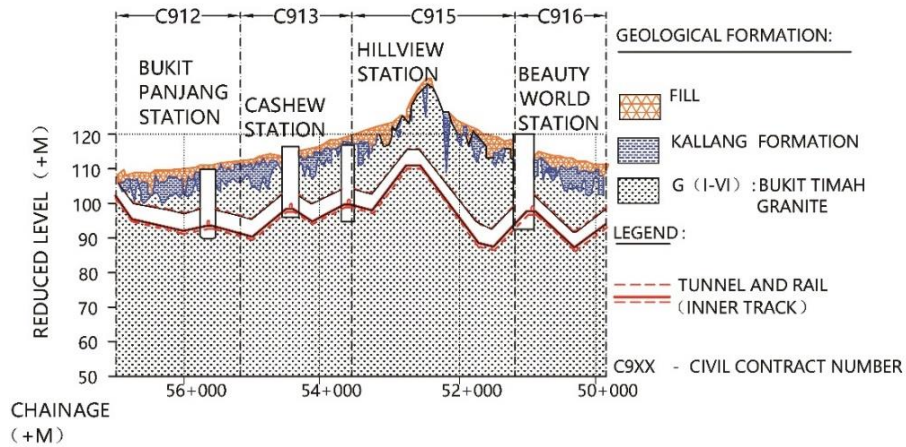 C912
C913
C915
C916
BUKIT
PANJANG
STATION
CASHEW
STATION
HILLVIEW
STATION
BEAUTY
WORLD
STATION
GEOLOGICAL FORMATION:
FILL
KALLANG FORMATION
G（I-VI）:BUKIT TIMAH
GRANITE
LEGEND:
TUNNEL AND RAIL
（INNER TRACK）
C9XX - CIVIL CONTRACT NUMBER
REDUCED LEVEL（+M）
120
110
100
90
80
70
60
50
56+000
54+000
52+000
50+000
CHAINAGE
（+M）